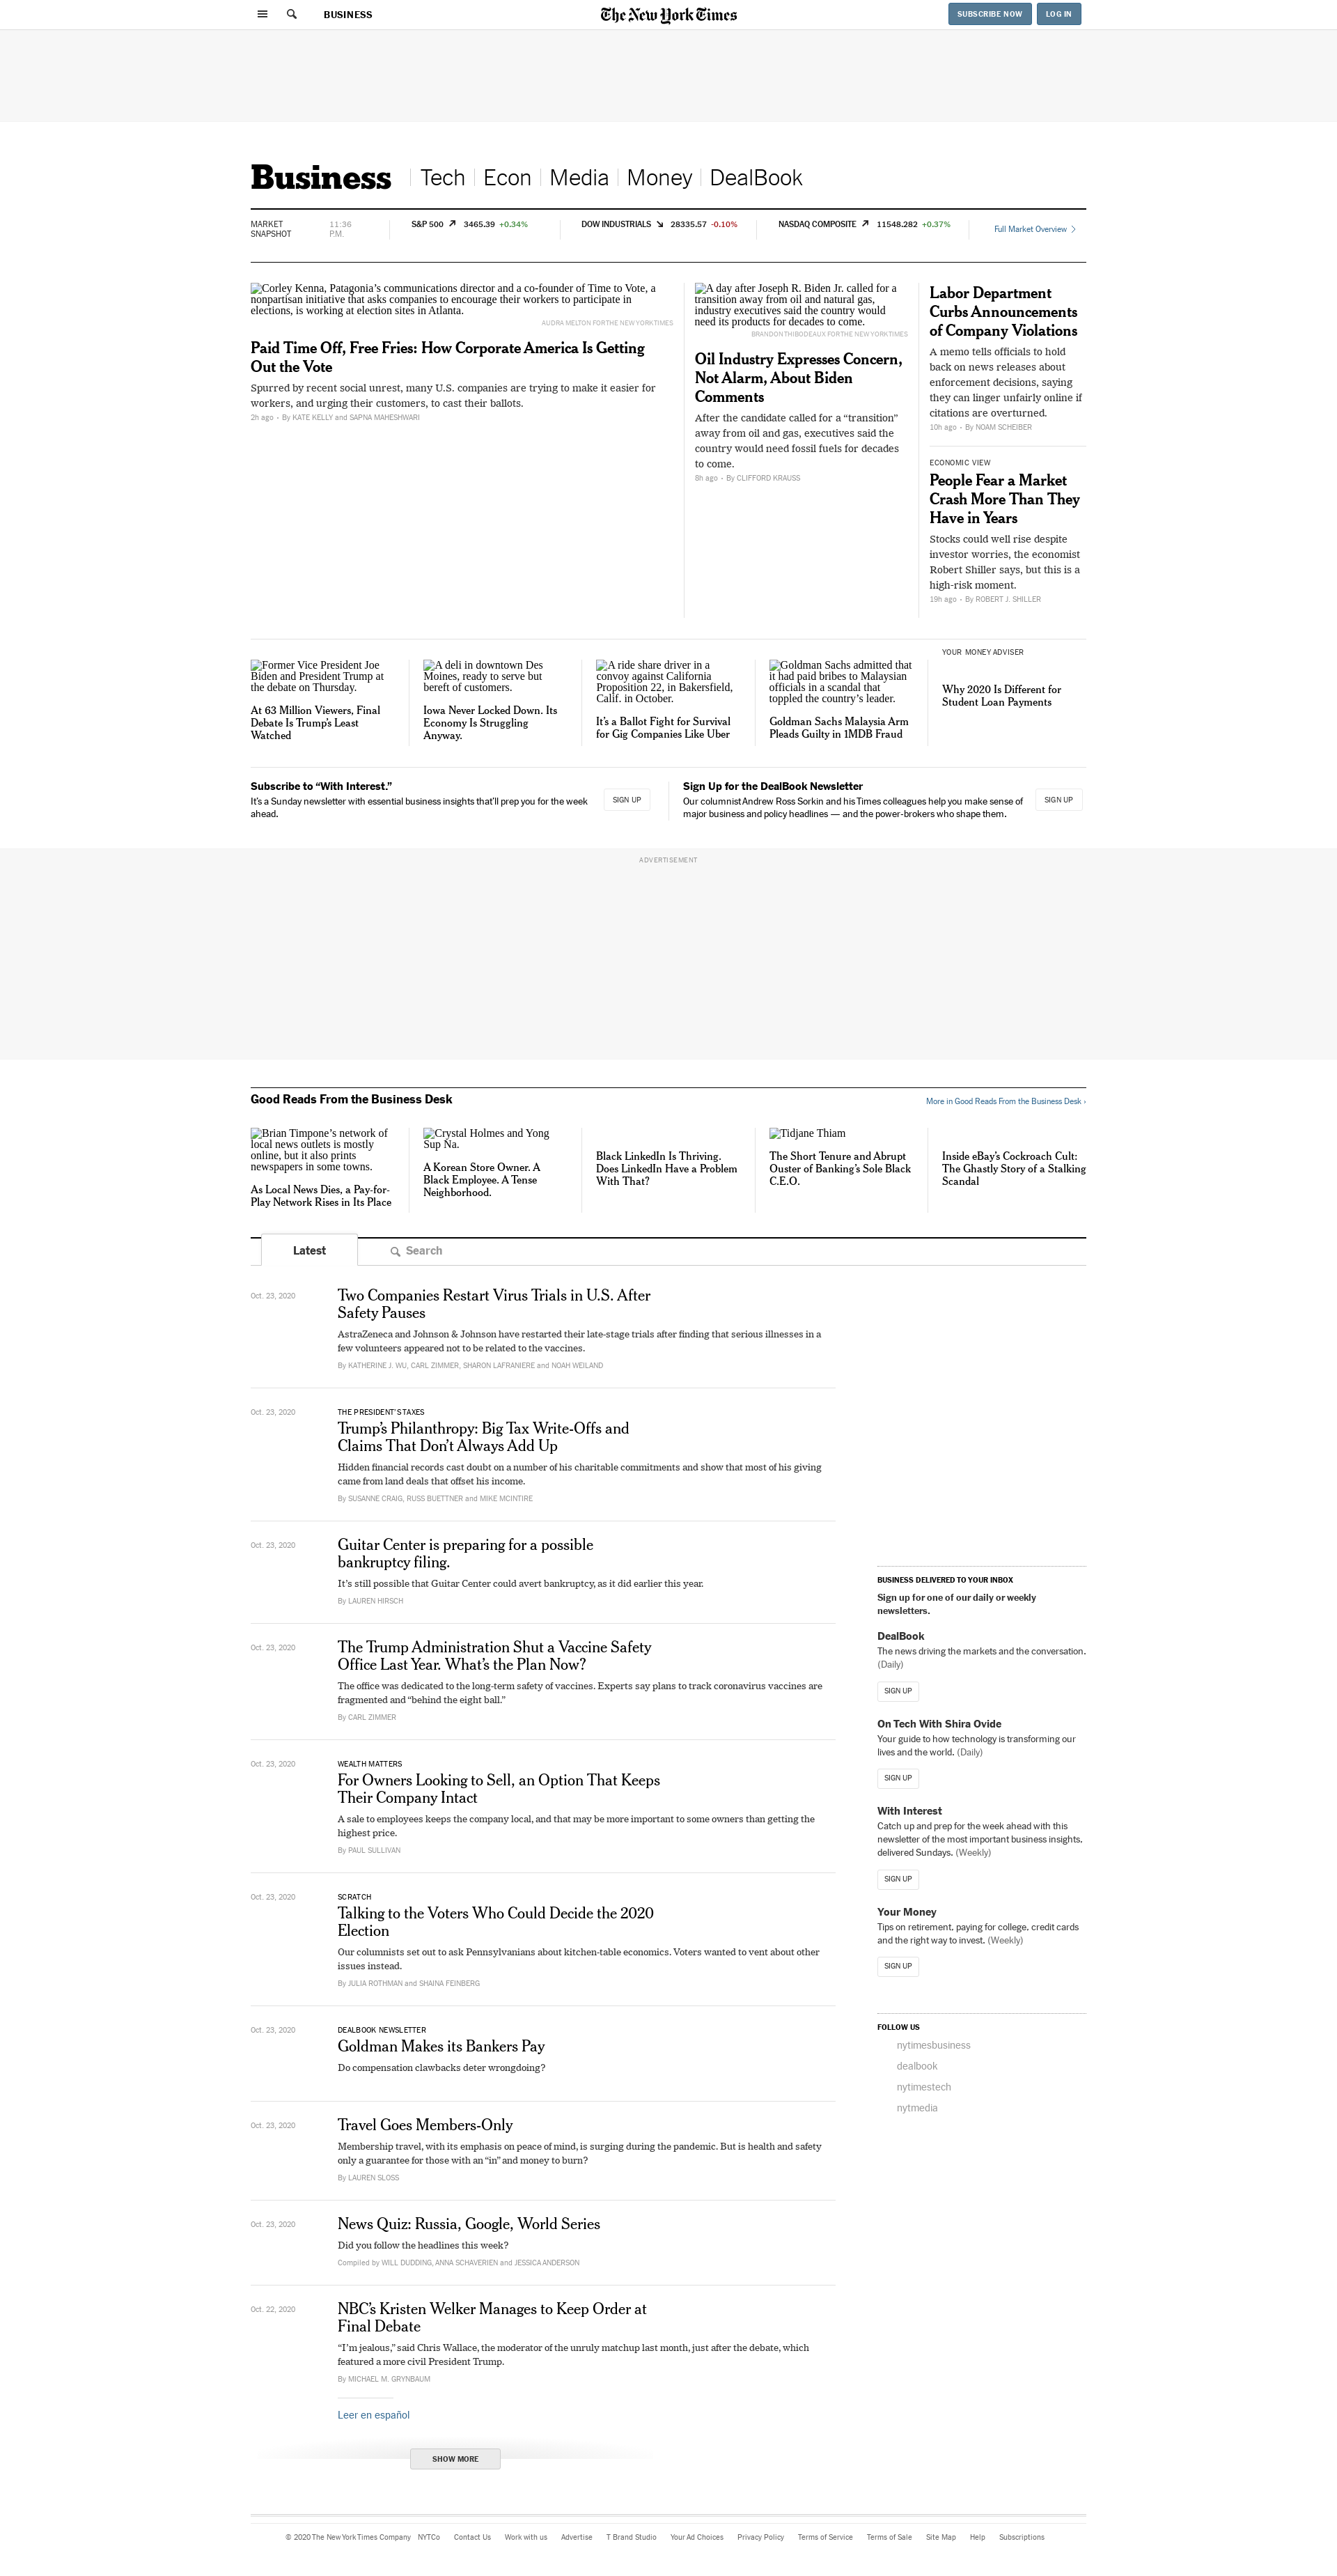 BUSINESS
The New York Times
SUBSCRIBE NOW
LOG IN
Business
Tech
Econ
Media
Money
DealBook
MARKET
SNAPSHOT
11:36
P.M.
S&P 500 3465.39 +0.34%
DOW INDUSTRIALS 28335.57 -0.10%
NASDAQ COMPOSITE 11548.282 +0.37%
Full Market Overview
Corley Kenna, Patagonia’s communications director and a co-founder of Time to Vote, a
nonpartisan initiative that asks companies to encourage their workers to participate in
elections, is working at election sites in Atlanta.
AUDRA MELTON FOR THE NEW YORK TIMES
Paid Time Off, Free Fries: How Corporate America Is Getting
Out the Vote
Spurred by recent social unrest, many U.S. companies are trying to make it easier for
workers, and urging their customers, to cast their ballots.
2h ago - By KATE KELLY and SAPNA MAHESHWARI
A day after Joseph R. Biden Jr. called for a
transition away from oil and natural gas,
industry executives said the country would
need its products for decades to come.
BRANDON THIBODEAUX FOR THE NEW YORK TIMES
Oil Industry Expresses Concern,
Not Alarm, About Biden
Comments
After the candidate called for a “transition”
away from oil and gas, executives said the
country would need fossil fuels for decades
to come.
8h ago - By CLIFFORD KRAUSS
Labor Department
Curbs Announcements
of Company Violations
A memo tells officials to hold
back on news releases about
enforcement decisions, saying
they can linger unfairly online if
citations are overturned.
10h ago - By NOAM SCHEIBER
ECONOMIC VIEW
People Fear a Market
Crash More Than They
Have in Years
Stocks could well rise despite
investor worries, the economist
Robert Shiller says, but this is a
high-risk moment.
19h ago - By ROBERT J. SHILLER
Former Vice President Joe
Biden and President Trump at
the debate on Thursday.
At 63 Million Viewers, Final
Debate Is Trump’s Least
Watched
A deli in downtown Des
Moines, ready to serve but
bereft of customers.
Iowa Never Locked Down. Its
Economy Is Struggling
Anyway.
A ride share driver in a
convoy against California
Proposition 22, in Bakersfield,
Calif. in October.
It’s a Ballot Fight for Survival
for Gig Companies Like Uber
Goldman Sachs admitted that
it had paid bribes to Malaysian
officials in a scandal that
toppled the country’s leader.
Goldman Sachs Malaysia Arm
Pleads Guilty in 1MDB Fraud
YOUR MONEY ADVISER
Why 2020 Is Different for
Student Loan Payments
Subscribe to “With Interest.”
It’s a Sunday newsletter with essential business insights that’ll prep you for the week
ahead.
SIGN UP
Sign Up for the DealBook Newsletter
Our columnist Andrew Ross Sorkin and his Times colleagues help you make sense of
major business and policy headlines — and the power-brokers who shape them.
SIGN UP
ADVERTISEMENT
Good Reads From the Business Desk
More in Good Reads From the Business Desk ›
Brian Timpone’s network of
local news outlets is mostly
online, but it also prints
newspapers in some towns.
As Local News Dies, a Pay-for-
Play Network Rises in Its Place
Crystal Holmes and Yong
Sup Na.
A Korean Store Owner. A
Black Employee. A Tense
Neighborhood.
Black LinkedIn Is Thriving.
Does LinkedIn Have a Problem
With That?
Tidjane Thiam
The Short Tenure and Abrupt
Ouster of Banking’s Sole Black
C.E.O.
Inside eBay’s Cockroach Cult:
The Ghastly Story of a Stalking
Scandal
Latest
Search
Oct. 23, 2020
Two Companies Restart Virus Trials in U.S. After
Safety Pauses
AstraZeneca and Johnson & Johnson have restarted their late-stage trials after finding that serious illnesses in a
few volunteers appeared not to be related to the vaccines.
By KATHERINE J. WU, CARL ZIMMER, SHARON LAFRANIERE and NOAH WEILAND
Oct. 23, 2020
THE PRESIDENT'S TAXES
Trump’s Philanthropy: Big Tax Write-Offs and
Claims That Don’t Always Add Up
Hidden financial records cast doubt on a number of his charitable commitments and show that most of his giving
came from land deals that offset his income.
By SUSANNE CRAIG, RUSS BUETTNER and MIKE MCINTIRE
Oct. 23, 2020
Guitar Center is preparing for a possible
bankruptcy filing.
It’s still possible that Guitar Center could avert bankruptcy, as it did earlier this year.
By LAUREN HIRSCH
Oct. 23, 2020
The Trump Administration Shut a Vaccine Safety
Office Last Year. What’s the Plan Now?
The office was dedicated to the long-term safety of vaccines. Experts say plans to track coronavirus vaccines are
fragmented and “behind the eight ball.”
By CARL ZIMMER
Oct. 23, 2020
WEALTH MATTERS
For Owners Looking to Sell, an Option That Keeps
Their Company Intact
A sale to employees keeps the company local, and that may be more important to some owners than getting the
highest price.
By PAUL SULLIVAN
Oct. 23, 2020
SCRATCH
Talking to the Voters Who Could Decide the 2020
Election
Our columnists set out to ask Pennsylvanians about kitchen-table economics. Voters wanted to vent about other
issues instead.
By JULIA ROTHMAN and SHAINA FEINBERG
Oct. 23, 2020
DEALBOOK NEWSLETTER
Goldman Makes its Bankers Pay
Do compensation clawbacks deter wrongdoing?
Oct. 23, 2020
Travel Goes Members-Only
Membership travel, with its emphasis on peace of mind, is surging during the pandemic. But is health and safety
only a guarantee for those with an “in” and money to burn?
By LAUREN SLOSS
Oct. 23, 2020
News Quiz: Russia, Google, World Series
Did you follow the headlines this week?
Compiled by WILL DUDDING, ANNA SCHAVERIEN and JESSICA ANDERSON
Oct. 22, 2020
NBC’s Kristen Welker Manages to Keep Order at
Final Debate
“I’m jealous,” said Chris Wallace, the moderator of the unruly matchup last month, just after the debate, which
featured a more civil President Trump.
By MICHAEL M. GRYNBAUM
Leer en español
SHOW MORE
BUSINESS DELIVERED TO YOUR INBOX
Sign up for one of our daily or weekly
newsletters.
DealBook
The news driving the markets and the conversation.
(Daily)
SIGN UP
On Tech With Shira Ovide
Your guide to how technology is transforming our
lives and the world. (Daily)
SIGN UP
With Interest
Catch up and prep for the week ahead with this
newsletter of the most important business insights,
delivered Sundays. (Weekly)
SIGN UP
Your Money
Tips on retirement, paying for college, credit cards
and the right way to invest. (Weekly)
SIGN UP
FOLLOW US
nytimesbusiness
dealbook
nytimestech
nytmedia
© 2020 The New York Times Company NYTCo Contact Us Work with us Advertise T Brand Studio Your Ad Choices Privacy Policy Terms of Service Terms of Sale Site Map Help Subscriptions